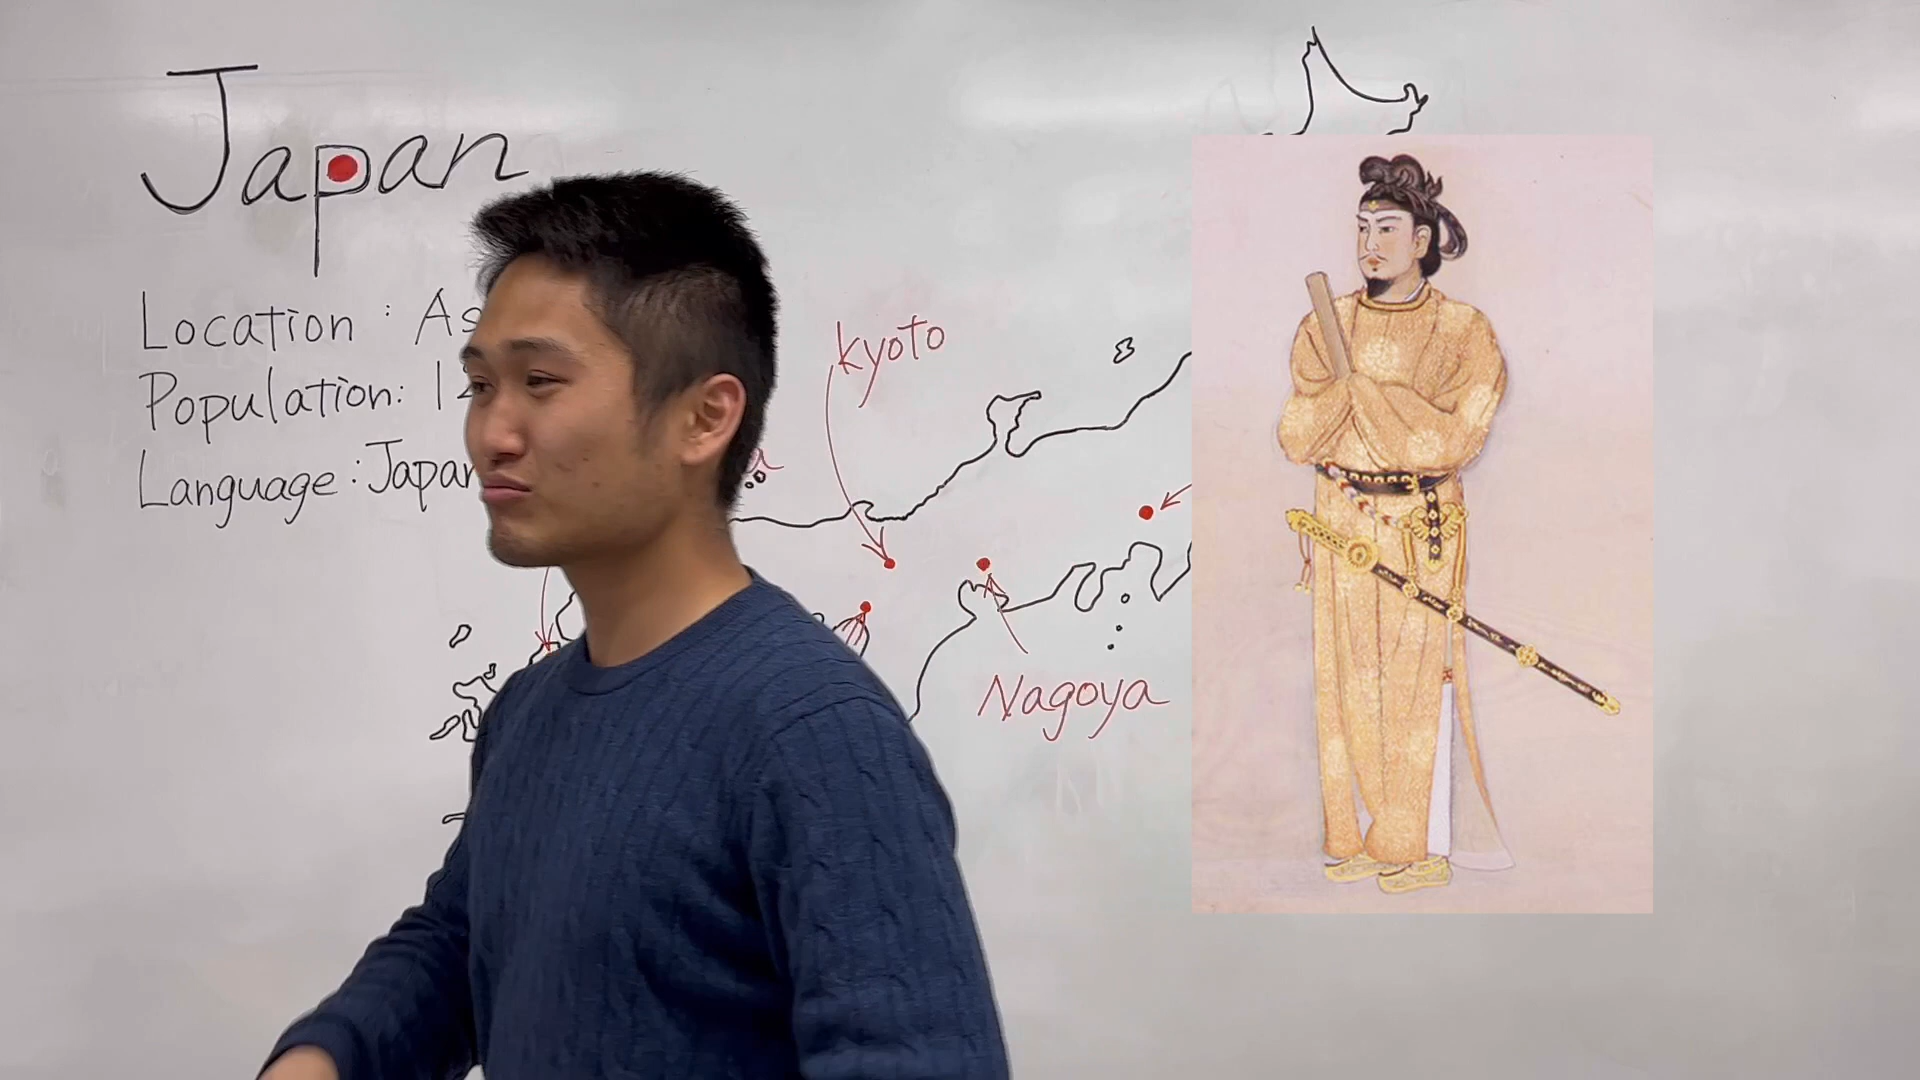 Japan
Location : As
Population: 12
Language : Japan
kyoto
Nagoya